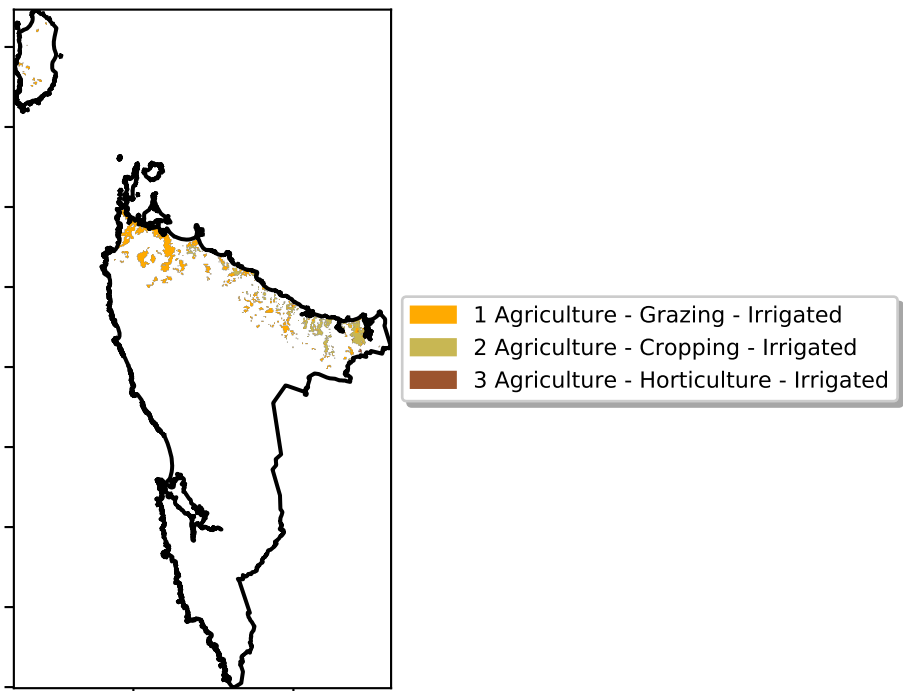 1 Agriculture - Grazing - Irrigated
2 Agriculture - Cropping - Irrigated
3 Agriculture - Horticulture - Irrigated